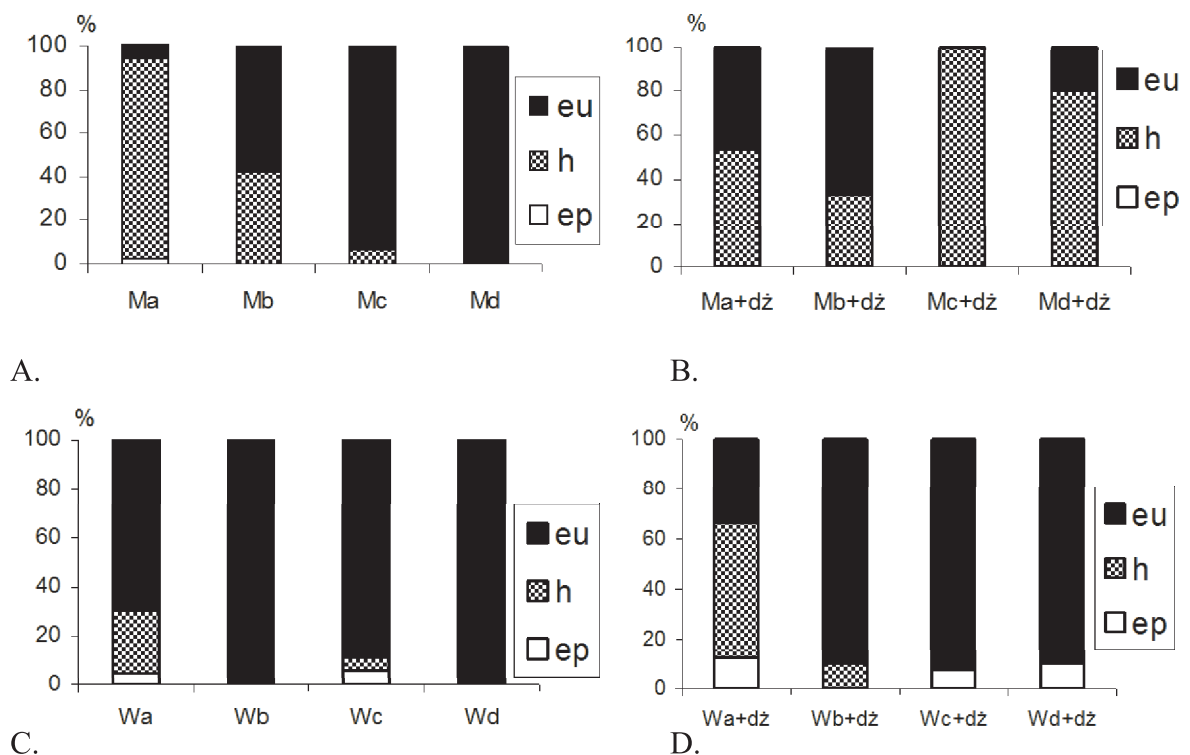 %
100
80
60
40
20
0
Ma Mb Mc Md
eu
h
ep
A.
%
100
80
60
40
20
0
Ma+dż Mb+dż Mc+dż Md+dż
eu
h
ep
B.
%
100
80
60
40
20
0
Wa Wb Wc Wd
eu
h
ep
C.
%
100
80
60
40
20
0
Wa+dż Wb+dż Wc+dż Wd+dż
eu
h
ep
D.